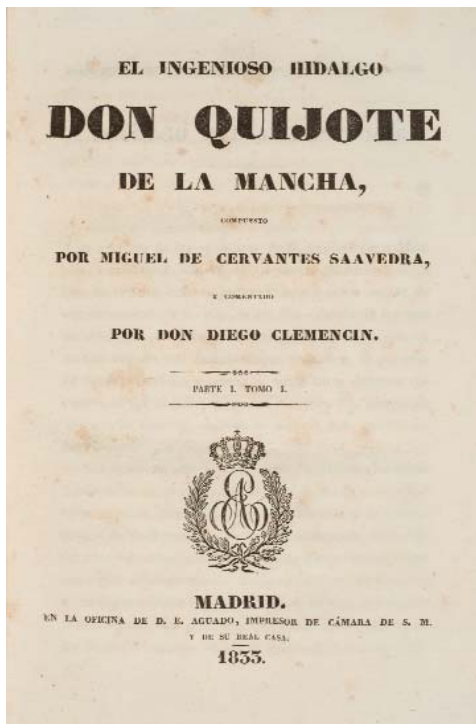 EL INGENIOSO HIDALGO
DON QUIJOTE
DE LA MANCHA,
COMPUESTO
POR MIGUEL DE CERVANTES SAAVEDRA,
Y COMENTADO
POR DON DIEGO CLEMENCIN.
PARTE I. TOMO I.
MADRID.
EN LA OFICINA DE D. E. AGUADO, IMPRESOR DE CÁMARA DE S. M.
Y DE SU REAL CASA.
1833.